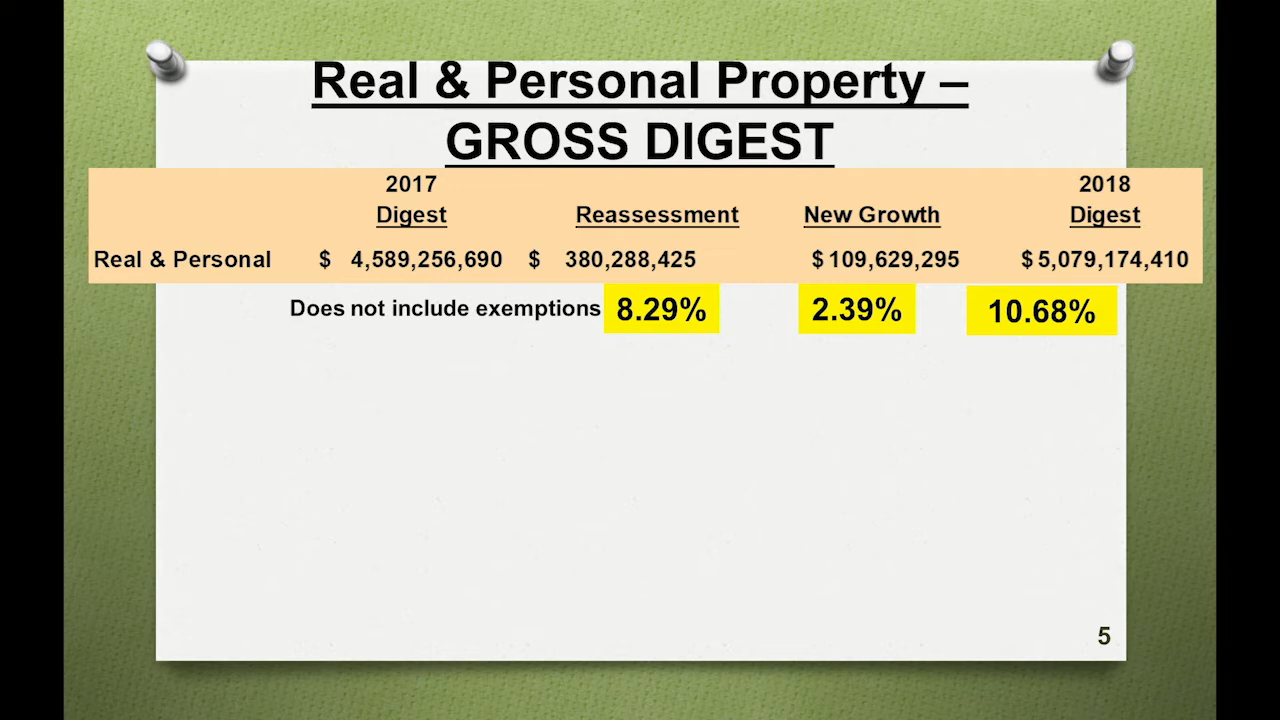 Real & Personal Property –
GROSS DIGEST
2017 2018
Digest Reassessment New Growth Digest
Real & Personal $ 4,589,256,690 $ 380,288,425 $ 109,629,295 $ 5,079,174,410
Does not include exemptions 8.29% 2.39% 10.68%
5